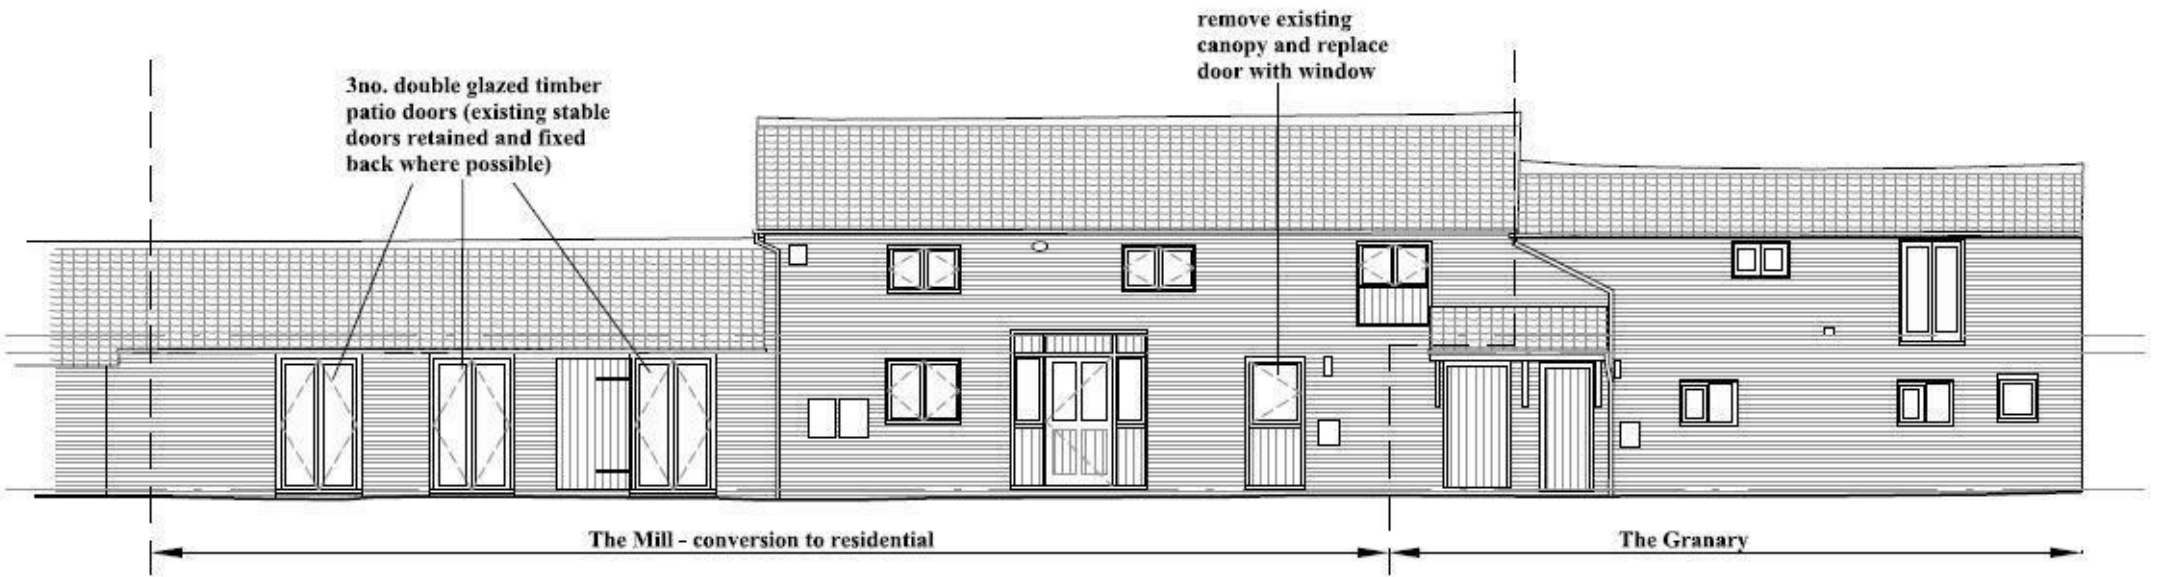 remove existing
canopy and replace
door with window
3no. double glazed timber
patio doors (existing stable
doors retained and fixed
back where possible)
The Mill - conversion to residential
The Granary